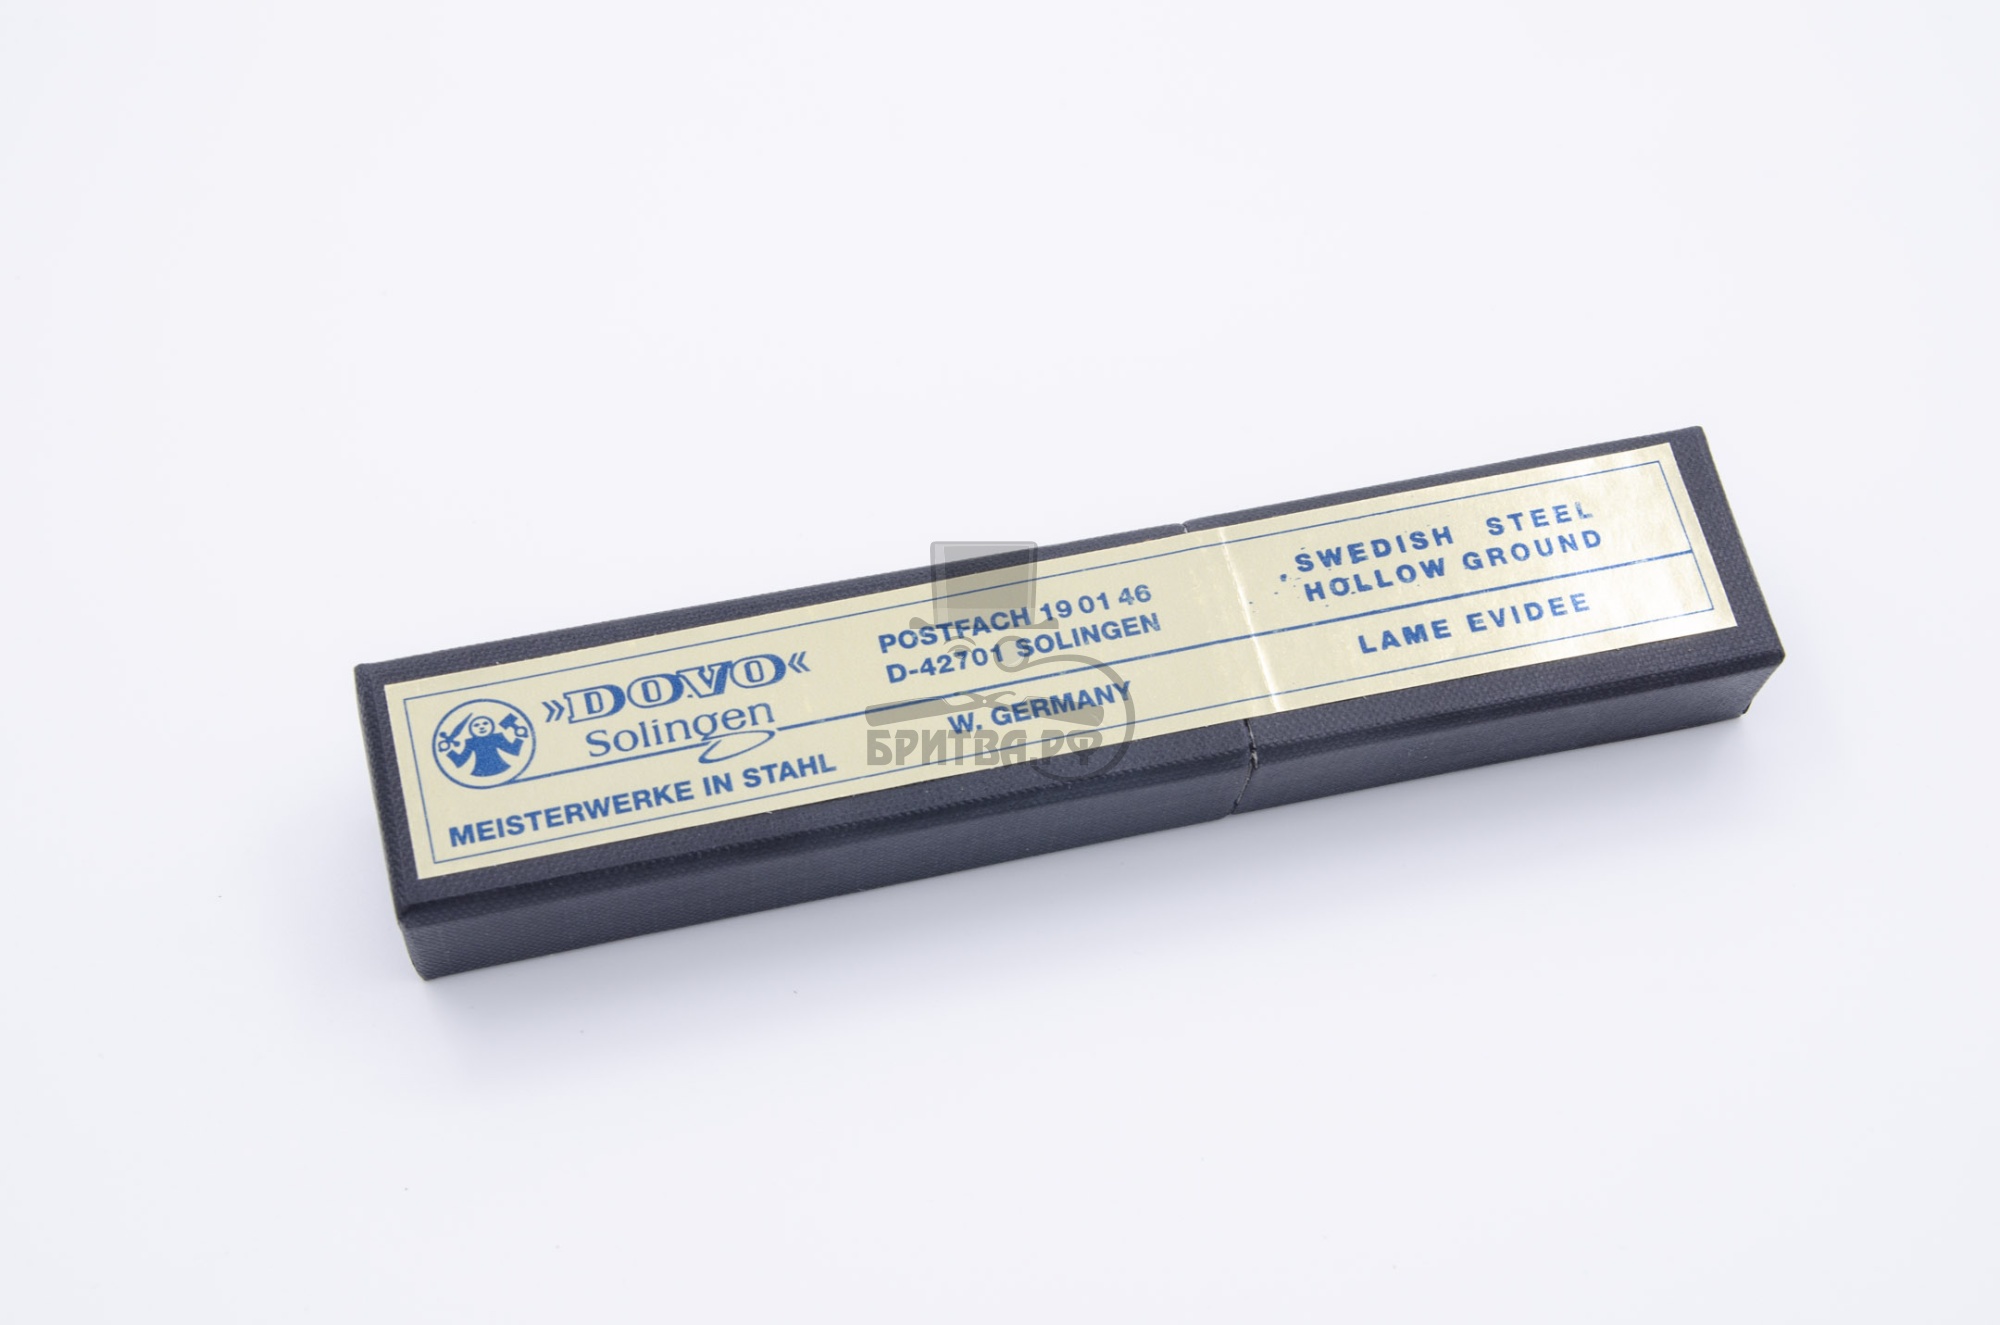 »DOVO«
Solingen
MEISTERWERKE IN STAHL
POSTFACH 19 01 46
D-42701 SOLINGEN
W. GERMANY
SWEDISH STEEL
HOLLOW GROUND
LAME EVIDEE
БРИТВА.РФ